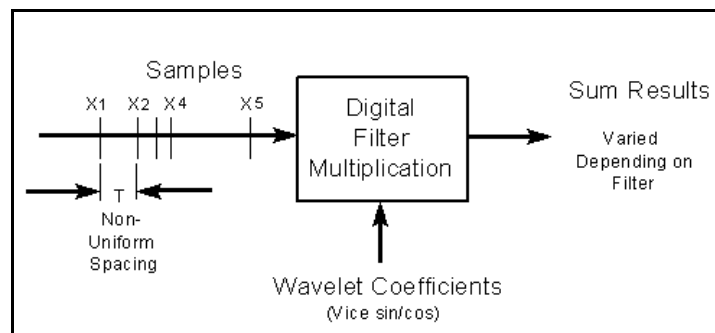 Samples
X1 X2 X4 X5
T
Non-
Uniform
Spacing
Digital
Filter
Multiplication
Wavelet Coefficients
(Vice sin/cos)
Sum Results
Varied
Depending on
Filter